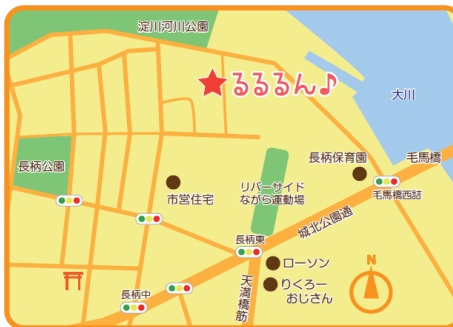 淀川河川公園
るるるん♪
大川
長柄公園
長柄保育園
毛馬橋
市営住宅
リバーサイド
ながら運動場
毛馬橋西詰
城北公園通
長柄東
ローソン
N
天満橋筋
りくろー
おじさん
長柄中